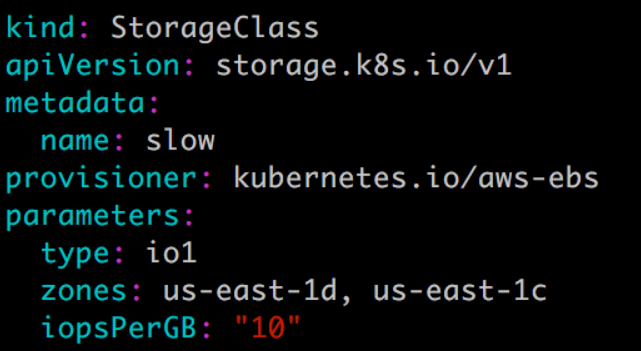 kind: StorageClass
apiVersion: storage.k8s.io/v1
metadata:
  name: slow
provisioner: kubernetes.io/aws-ebs
parameters:
  type: io1
  zones: us-east-1d, us-east-1c
  iopsPerGB: "10"